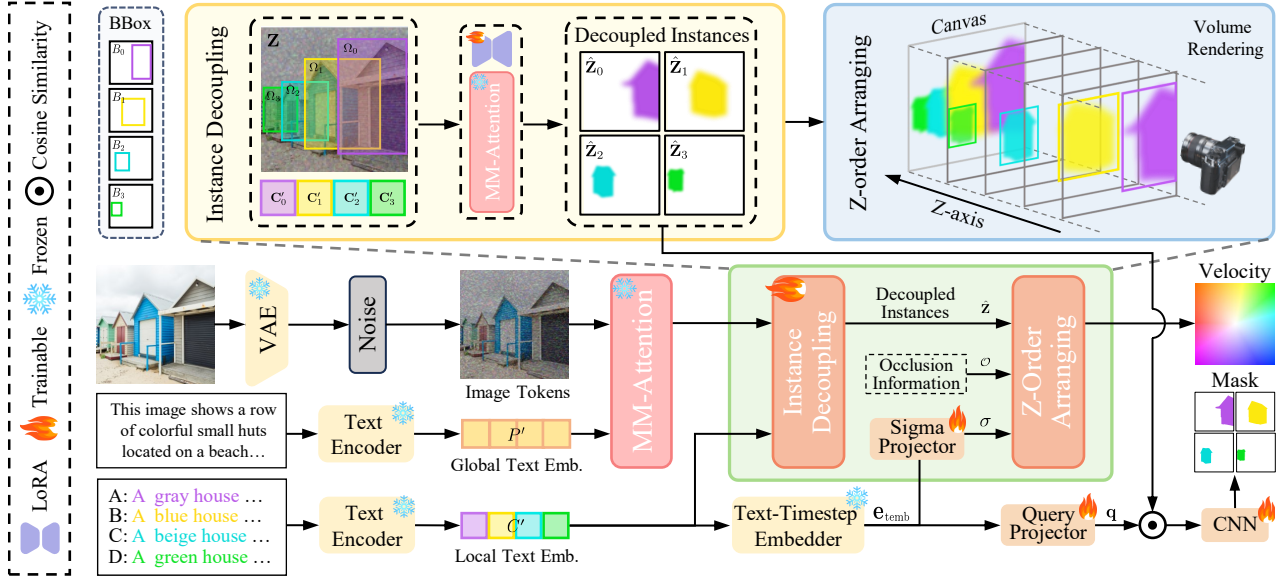 LoRA
Trainable
Frozen
Cosine Similarity
BBox
B₀
B₁
B₂
B₃
Instance Decoupling
Z
Ω₀
Ω₁
Ω₂
Ω₃
C′₀ C′₁ C′₂ C′₃
MM-Attention
Decoupled Instances
Ẑ₀ Ẑ₁
Ẑ₂ Ẑ₃
Z-order Arranging
Canvas
Volume
Rendering
Z-axis
VAE
Noise
Image Tokens
MM-Attention
Instance
Decoupling
Decoupled
Instances
ẑ
Occlusion
Information
𝒪
Sigma
Projector
σ
Z-Order
Arranging
Velocity
Mask
This image shows a row
of colorful small huts
located on a beach…
Text
Encoder
P′
Global Text Emb.
A: A gray house …
B: A blue house …
C: A beige house …
D: A green house …
Text
Encoder
C′
Local Text Emb.
Text-Timestep
Embedder
e_temb
Query
Projector
q
CNN